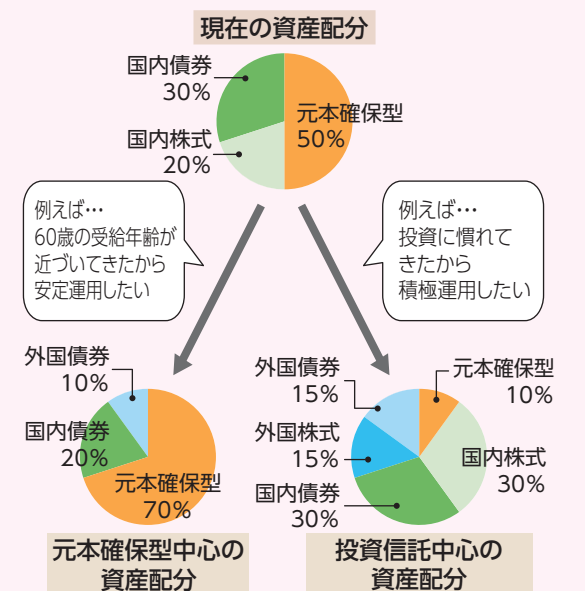 現在の資産配分
国内債券
30%
元本確保型
50%
国内株式
20%
例えば…
60歳の受給年齢が
近づいてきたから
安定運用したい
例えば…
投資に慣れて
きたから
積極運用したい
外国債券
10%
国内債券
20%
元本確保型
70%
元本確保型中心の
資産配分
外国債券
15%
元本確保型
10%
外国株式
15%
国内株式
30%
国内債券
30%
投資信託中心の
資産配分